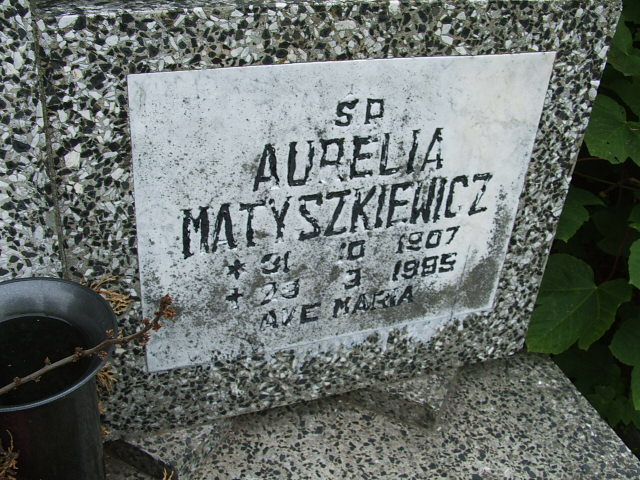 SP
AURELIA
MATYSZKIEWICZ
* 31 10 1907
+ 23 3 1985
AVE MARIA